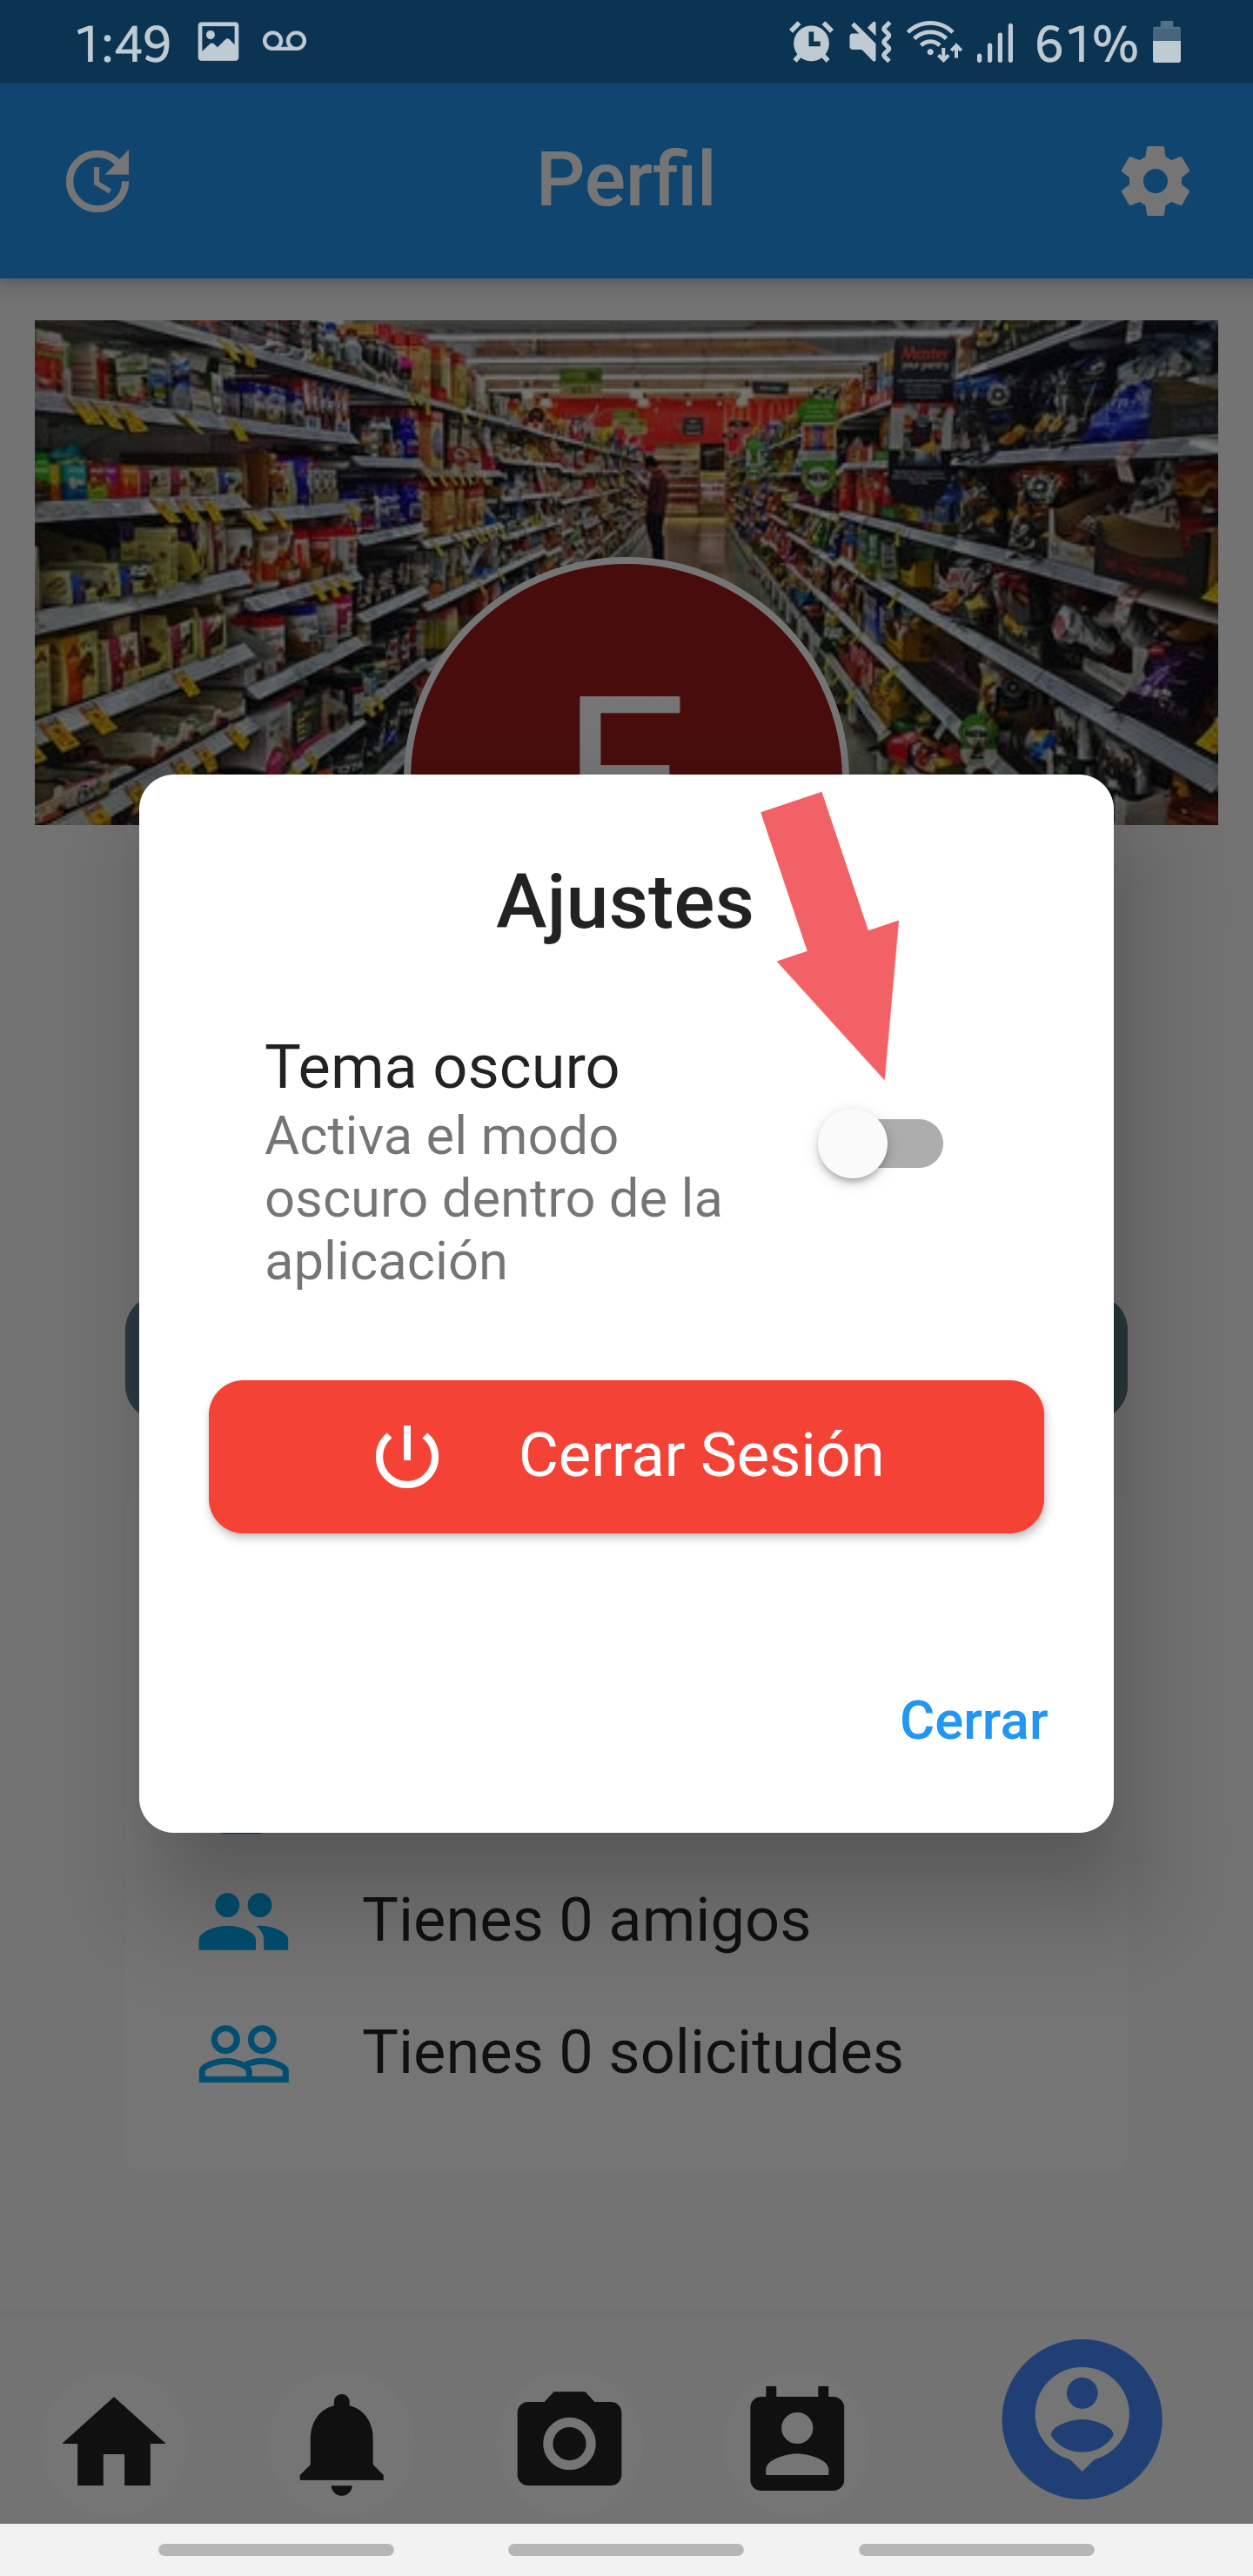 1:49
61%
Perfil
Master
E
Ajustes
Tema oscuro
Activa el modo
oscuro dentro de la
aplicación
Cerrar Sesión
Cerrar
Tienes 0 amigos
Tienes 0 solicitudes